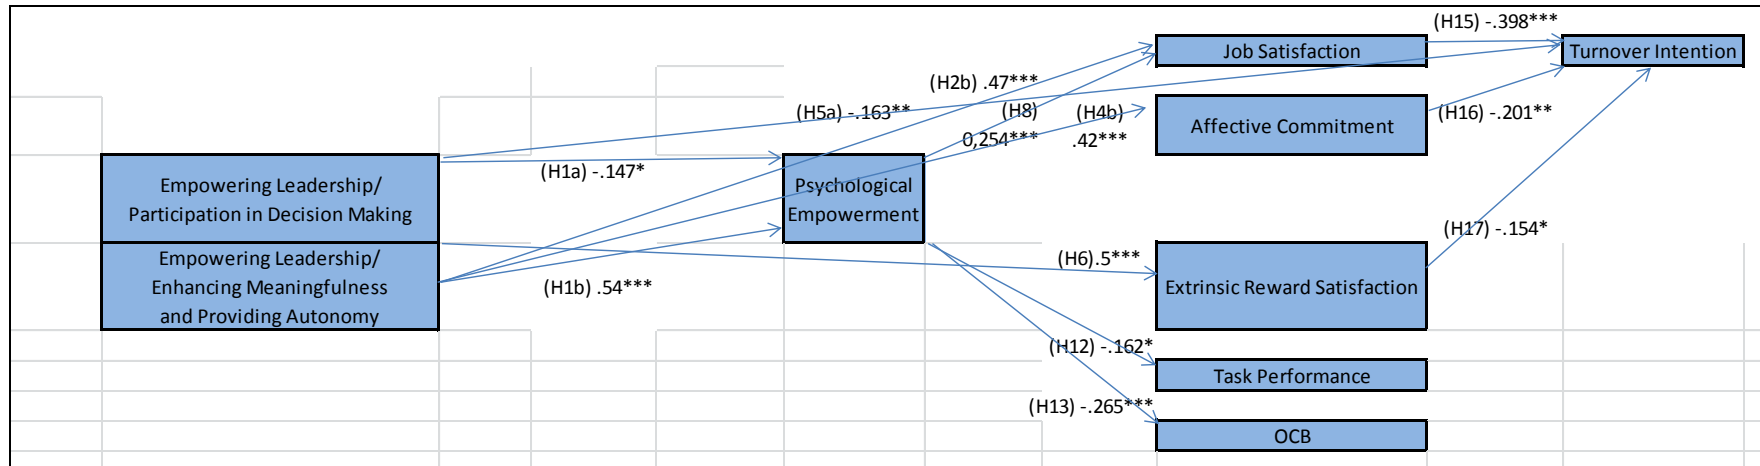 (H15) -.398***
Job Satisfaction
Turnover Intention
(H2b) .47***
(H5a) -.163**
(H8)
0,254***
(H4b)
.42***
Affective Commitment
(H16) -.201**
Empowering Leadership/
Participation in Decision Making
(H1a) -.147*
Psychological
Empowerment
(H17) -.154*
Empowering Leadership/
Enhancing Meaningfulness
and Providing Autonomy
(H1b) .54***
(H6).5***
Extrinsic Reward Satisfaction
(H12) -.162*
Task Performance
(H13) -.265***
OCB